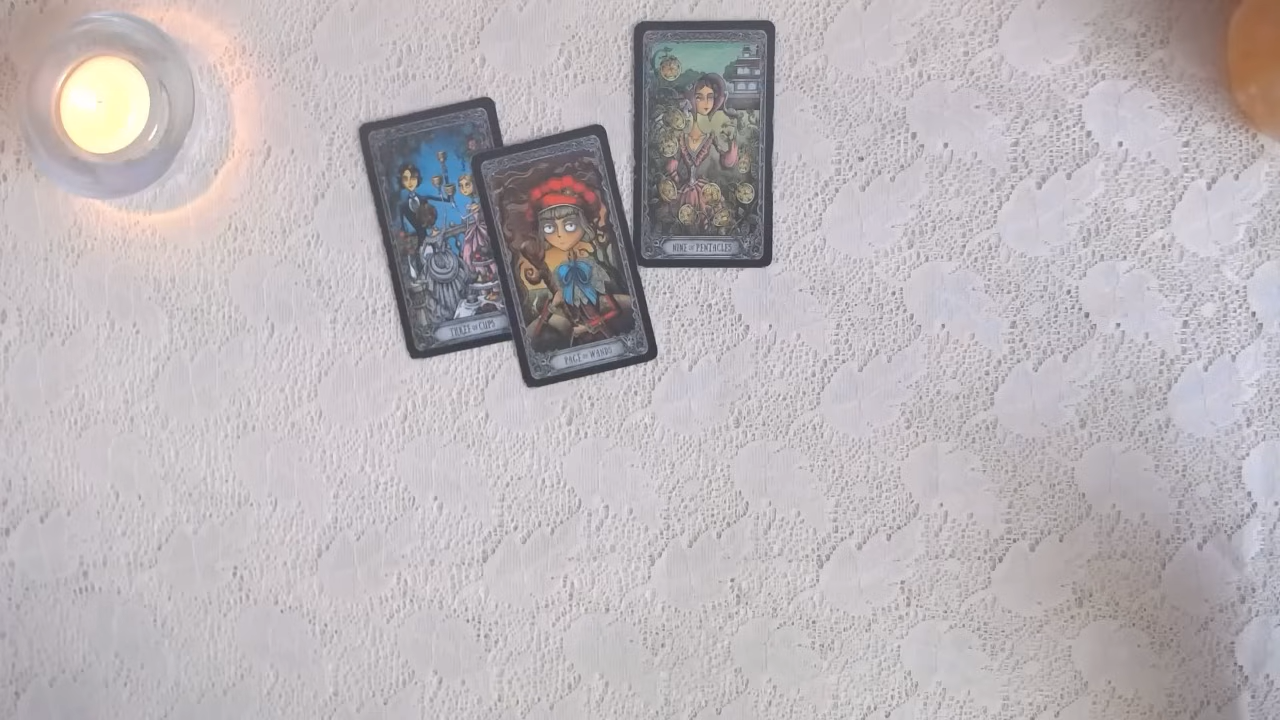 THREE OF CUPS
PAGE OF WANDS
NINE OF PENTACLES